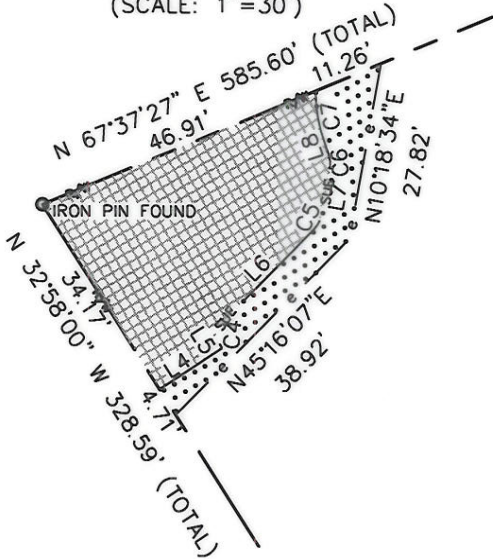 (SCALE: 1"=30')
N 67°37'27" E 585.60' (TOTAL)
11.26'
46.91'
C7
L8
C6
L7
e
N10°18'34"E
27.82'
IRON PIN FOUND
SUE
C5
e
L6
e
N 32°58'00" W 328.59' (TOTAL)
34.17'
SUE
C4
L5
L4
e
N45°16'07"E
38.92'
4.71'